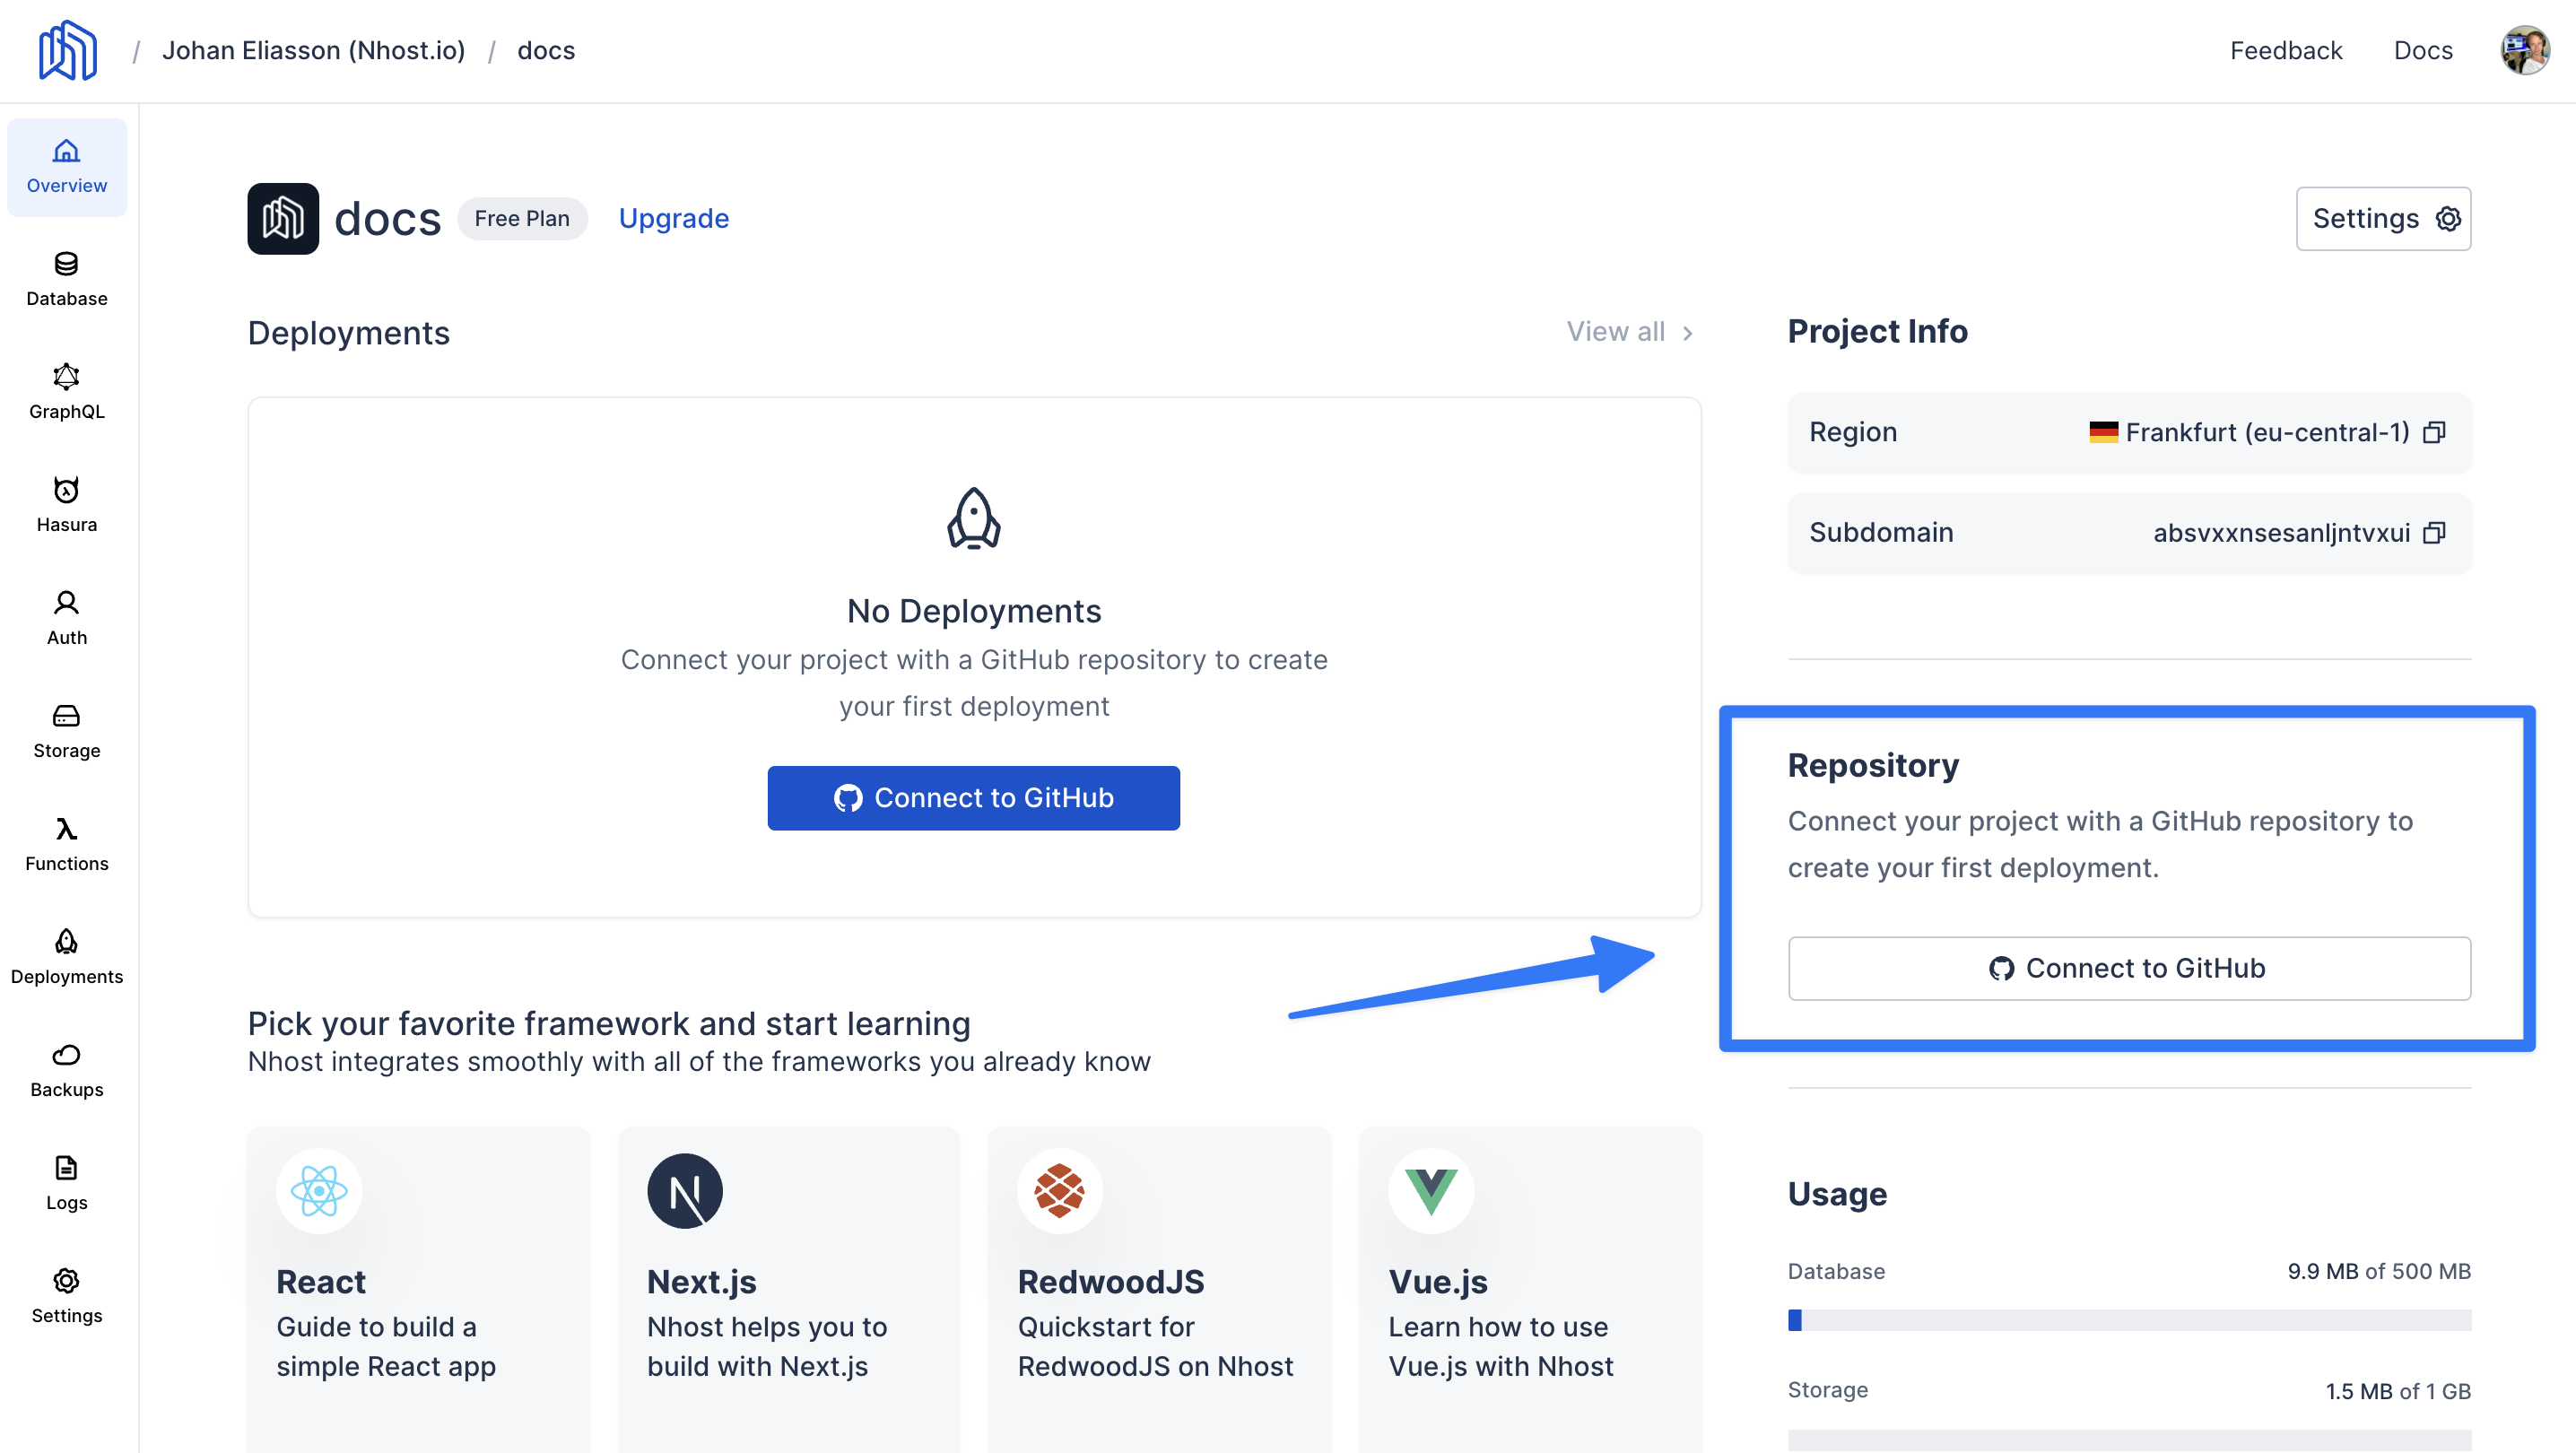 / Johan Eliasson (Nhost.io) / docs
Feedback
Docs
Overview
Database
GraphQL
Hasura
Auth
Storage
Functions
Deployments
Backups
Logs
Settings
docs
Free Plan
Upgrade
Settings
Deployments
View all
No Deployments
Connect your project with a GitHub repository to create
your first deployment
Connect to GitHub
Pick your favorite framework and start learning
Nhost integrates smoothly with all of the frameworks you already know
React
Guide to build a
simple React app
Next.js
Nhost helps you to
build with Next.js
RedwoodJS
Quickstart for
RedwoodJS on Nhost
Vue.js
Learn how to use
Vue.js with Nhost
Project Info
Region
Frankfurt (eu-central-1)
Subdomain
absvxxnsesanljntvxui
Repository
Connect your project with a GitHub repository to
create your first deployment.
Connect to GitHub
Usage
Database
9.9 MB of 500 MB
Storage
1.5 MB of 1 GB